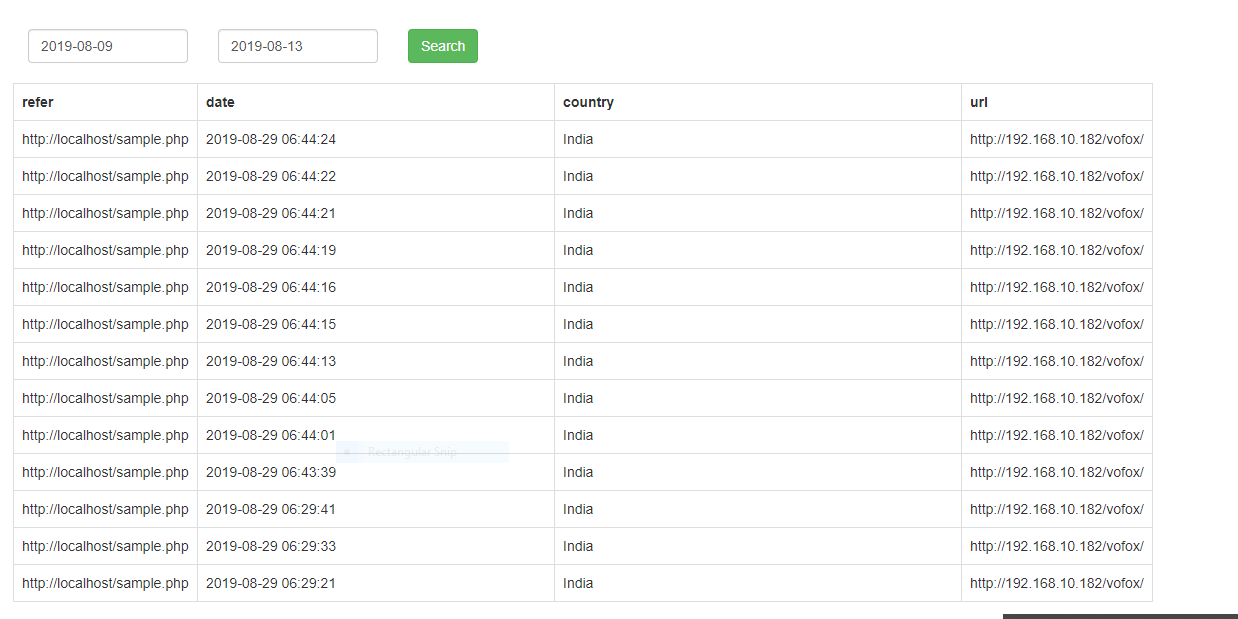 2019-08-09 2019-08-13 Search
refer date country url
http://localhost/sample.php 2019-08-29 06:44:24 India http://192.168.10.182/vofox/
http://localhost/sample.php 2019-08-29 06:44:22 India http://192.168.10.182/vofox/
http://localhost/sample.php 2019-08-29 06:44:21 India http://192.168.10.182/vofox/
http://localhost/sample.php 2019-08-29 06:44:19 India http://192.168.10.182/vofox/
http://localhost/sample.php 2019-08-29 06:44:16 India http://192.168.10.182/vofox/
http://localhost/sample.php 2019-08-29 06:44:15 India http://192.168.10.182/vofox/
http://localhost/sample.php 2019-08-29 06:44:13 India http://192.168.10.182/vofox/
http://localhost/sample.php 2019-08-29 06:44:05 India http://192.168.10.182/vofox/
http://localhost/sample.php 2019-08-29 06:44:01 India http://192.168.10.182/vofox/
Rectangular Snip
http://localhost/sample.php 2019-08-29 06:43:39 India http://192.168.10.182/vofox/
http://localhost/sample.php 2019-08-29 06:29:41 India http://192.168.10.182/vofox/
http://localhost/sample.php 2019-08-29 06:29:33 India http://192.168.10.182/vofox/
http://localhost/sample.php 2019-08-29 06:29:21 India http://192.168.10.182/vofox/